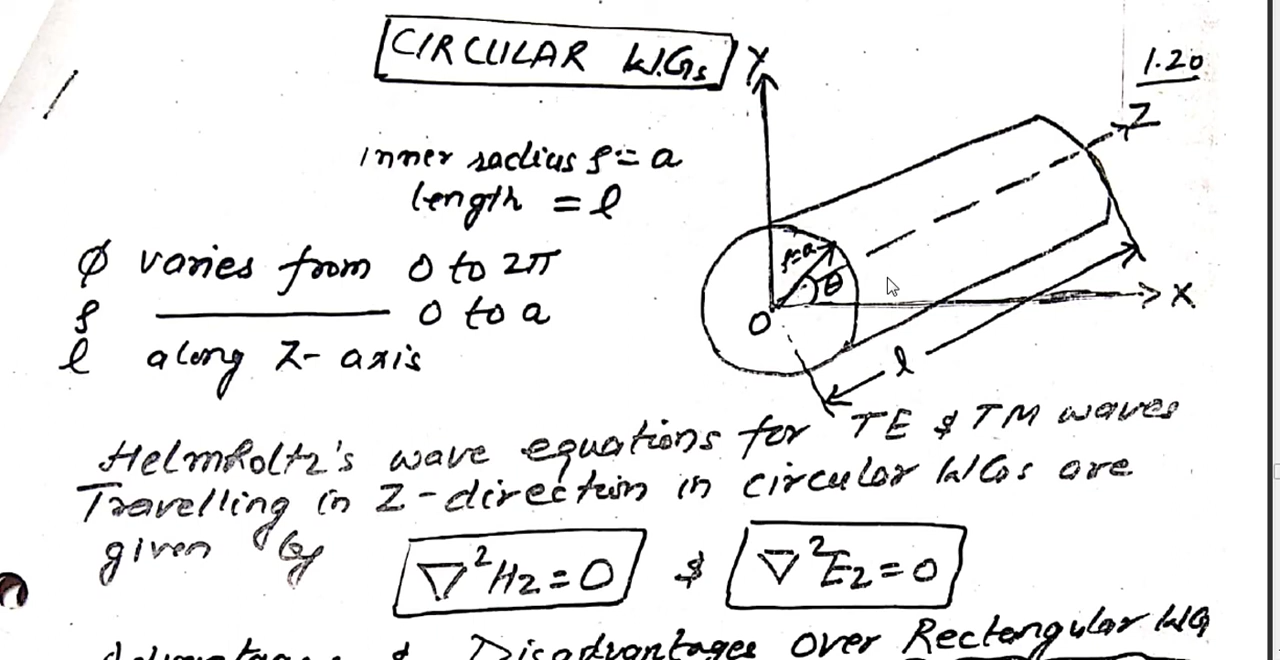 CIRCULAR W.Gs
1.20
Y
Z
inner radius ρ = a
length = l
ϕ varies from 0 to 2π
ρ ———— 0 to a
l along Z-axis
ρ=a
θ
O
X
l
Helmholtz's wave equations for TE & TM waves
Travelling in Z-direction in circular WGs are
given by
∇²Hz = 0 & ∇²Ez = 0
Advantages & Disadvantages over Rectangular WG